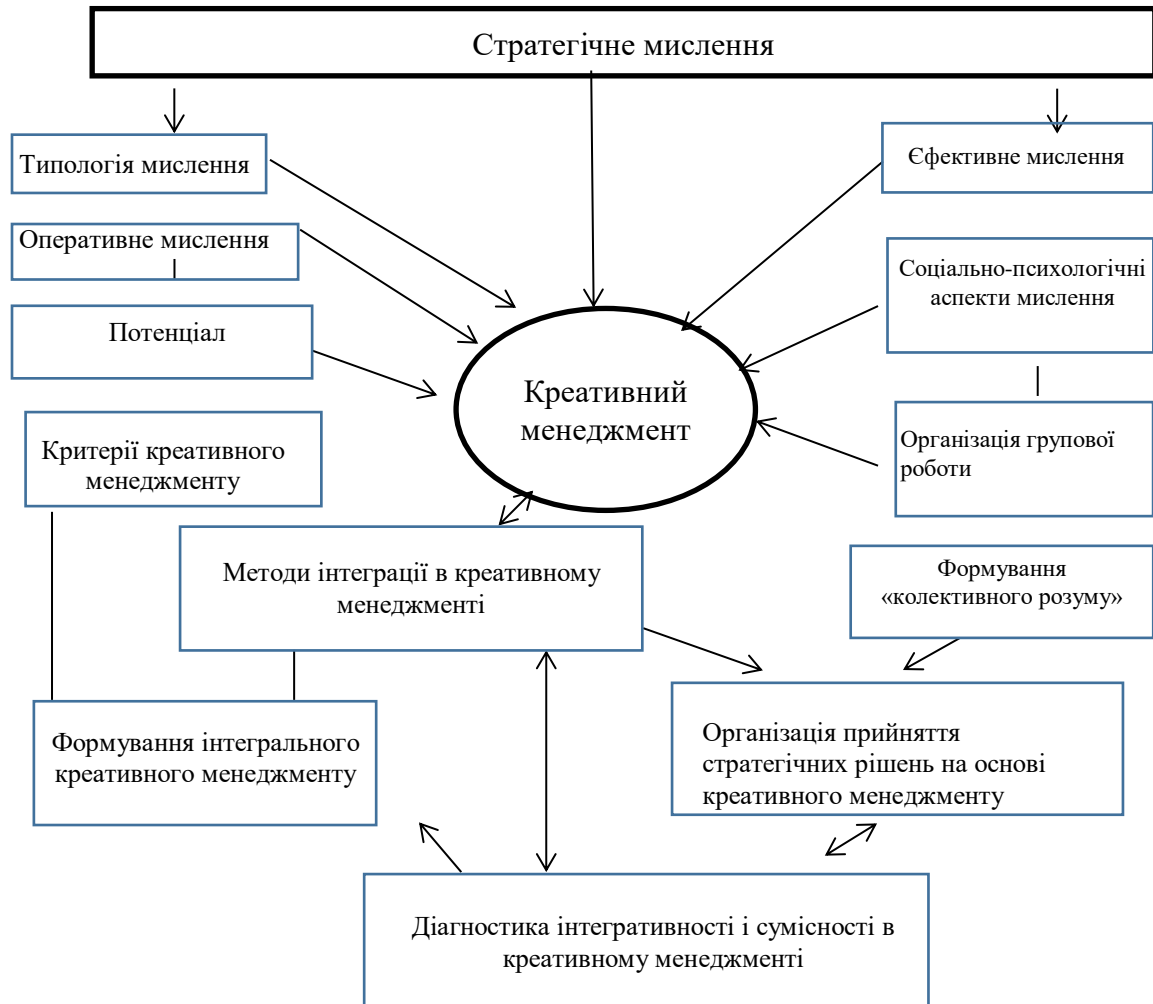 Стратегічне мислення
Типологія мислення
Єфективне мислення
Оперативне мислення
Соціально-психологічні
аспекти мислення
Потенціал
Креативний
менеджмент
Критерії креативного
менеджменту
Організація групової
роботи
Методи інтеграції в креативному
менеджменті
Формування
«колективного розуму»
Формування інтегрального
креативного менеджменту
Організація прийняття
стратегічних рішень на основі
креативного менеджменту
Діагностика інтегративності і сумісності в
креативному менеджменті